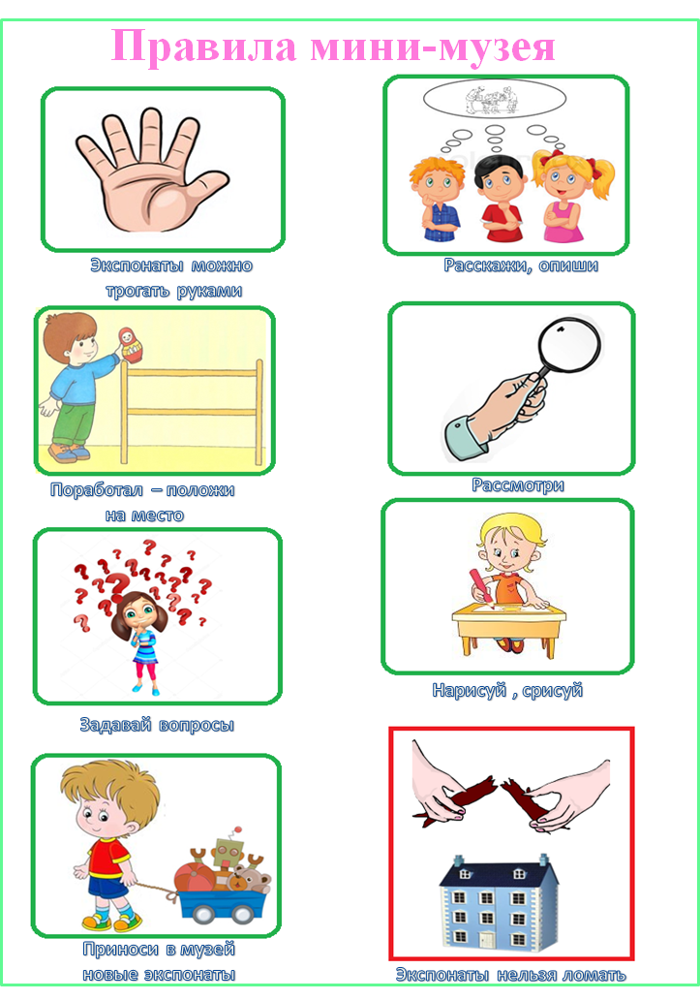 Правила мини-музея
Экспонаты можно
трогать руками
Расскажи, опиши
Поработал – положи
на место
Рассмотри
Задавай вопросы
Нарисуй , срисуй
Приноси в музей
новые экспонаты
Экспонаты нельзя ломать